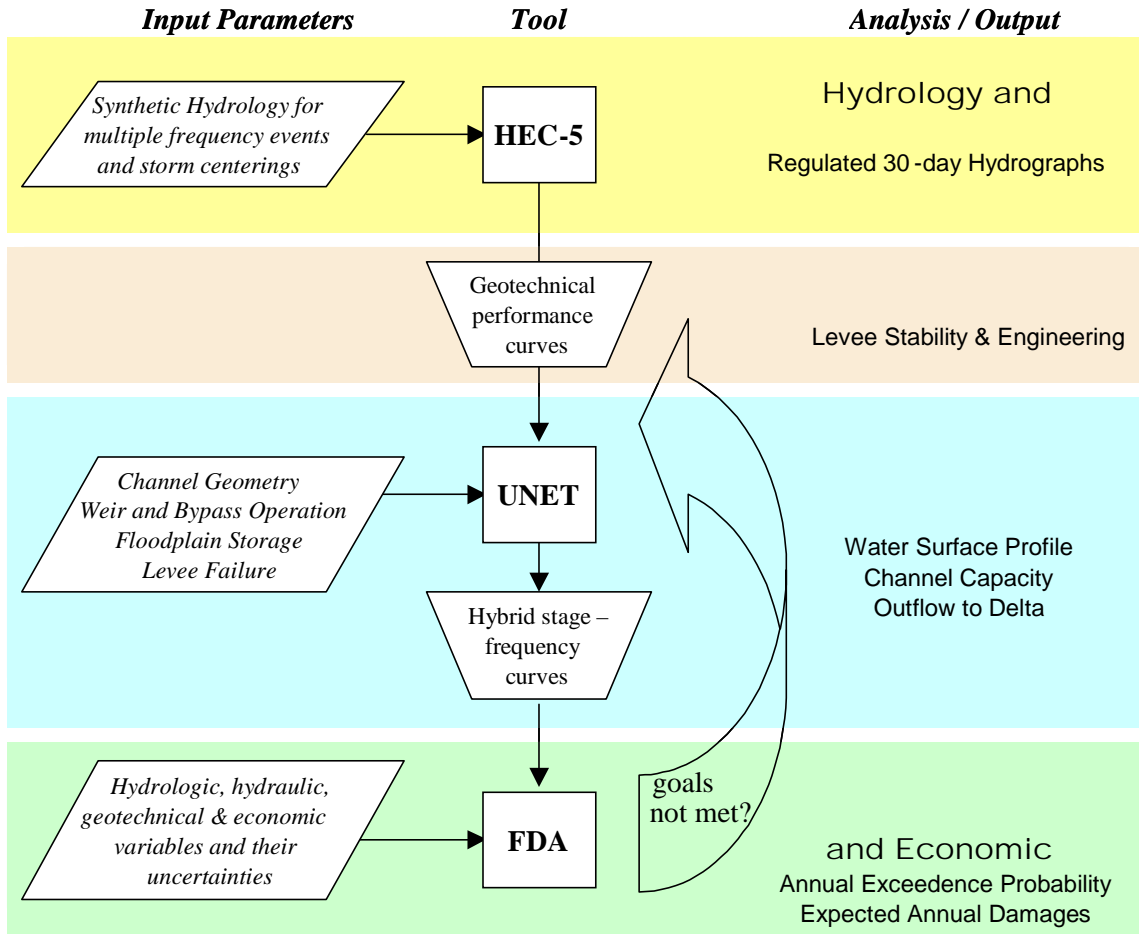 Input Parameters
Tool
Analysis / Output
Synthetic Hydrology for
multiple frequency events
and storm centerings
HEC-5
Hydrology and
Regulated 30-day Hydrographs
Geotechnical
performance
curves
Levee Stability & Engineering
Channel Geometry
Weir and Bypass Operation
Floodplain Storage
Levee Failure
UNET
Water Surface Profile
Channel Capacity
Outflow to Delta
Hybrid stage –
frequency
curves
Hydrologic, hydraulic,
geotechnical & economic
variables and their
uncertainties
FDA
goals
not met?
and Economic
Annual Exceedence Probability
Expected Annual Damages